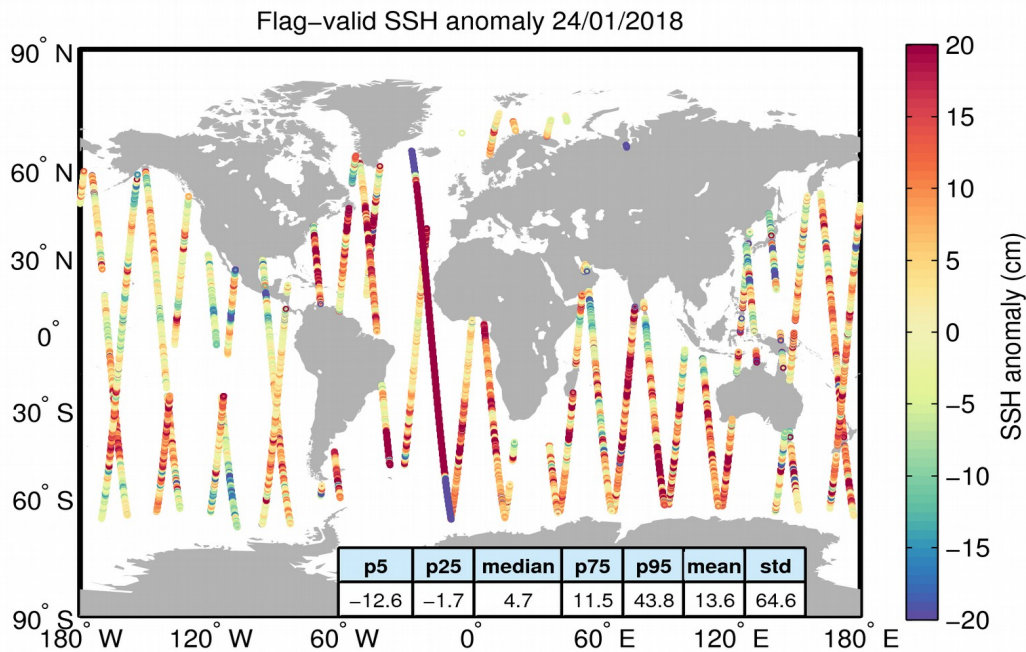 Flag−valid SSH anomaly 24/01/2018
90° N
60° N
30° N
0°
30° S
60° S
90° S
180° W
120° W
60° W
0°
60° E
120° E
180° E
p5 p25 median p75 p95 mean std
−12.6 −1.7 4.7 11.5 43.8 13.6 64.6
20
15
10
5
0
−5
−10
−15
−20
SSH anomaly (cm)